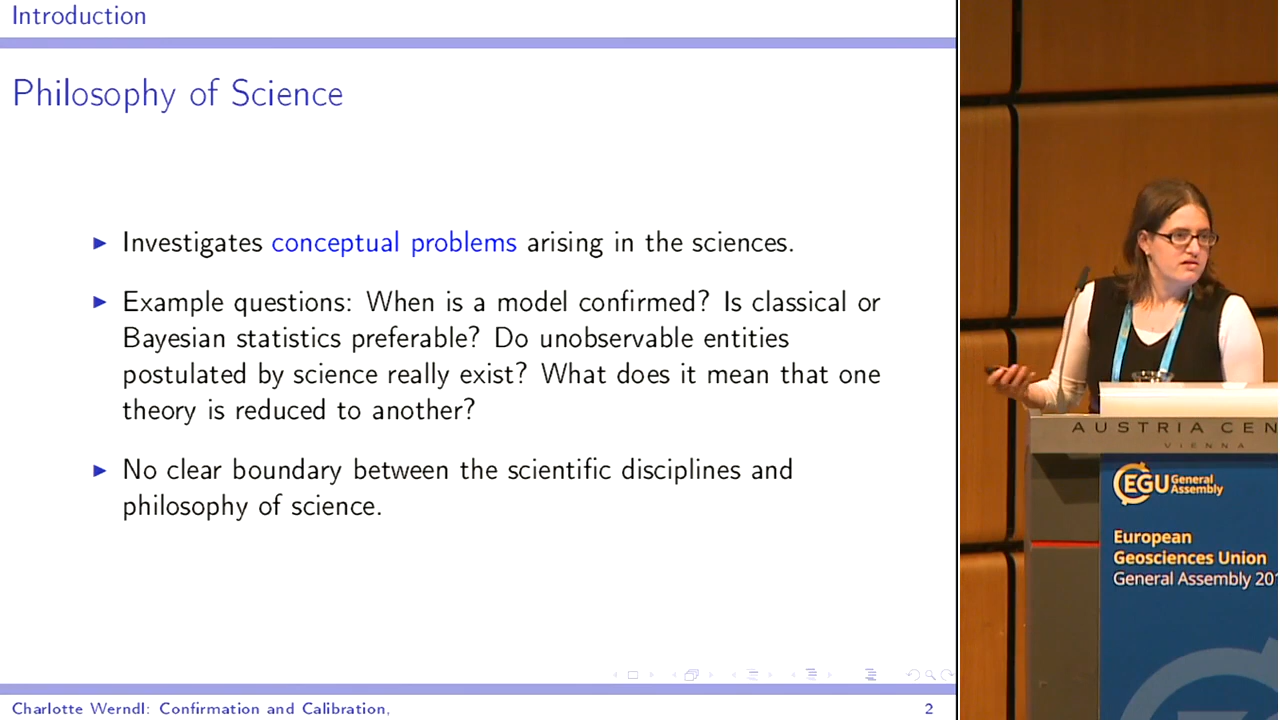 Introduction
Philosophy of Science
Investigates conceptual problems arising in the sciences.
Example questions: When is a model confirmed? Is classical or
Bayesian statistics preferable? Do unobservable entities
postulated by science really exist? What does it mean that one
theory is reduced to another?
No clear boundary between the scientific disciplines and
philosophy of science.
Charlotte Werndl: Confirmation and Calibration,
2
AUSTRIA CEN
VIENNA
EGU General
Assembly
European
Geosciences Union
General Assembly 201